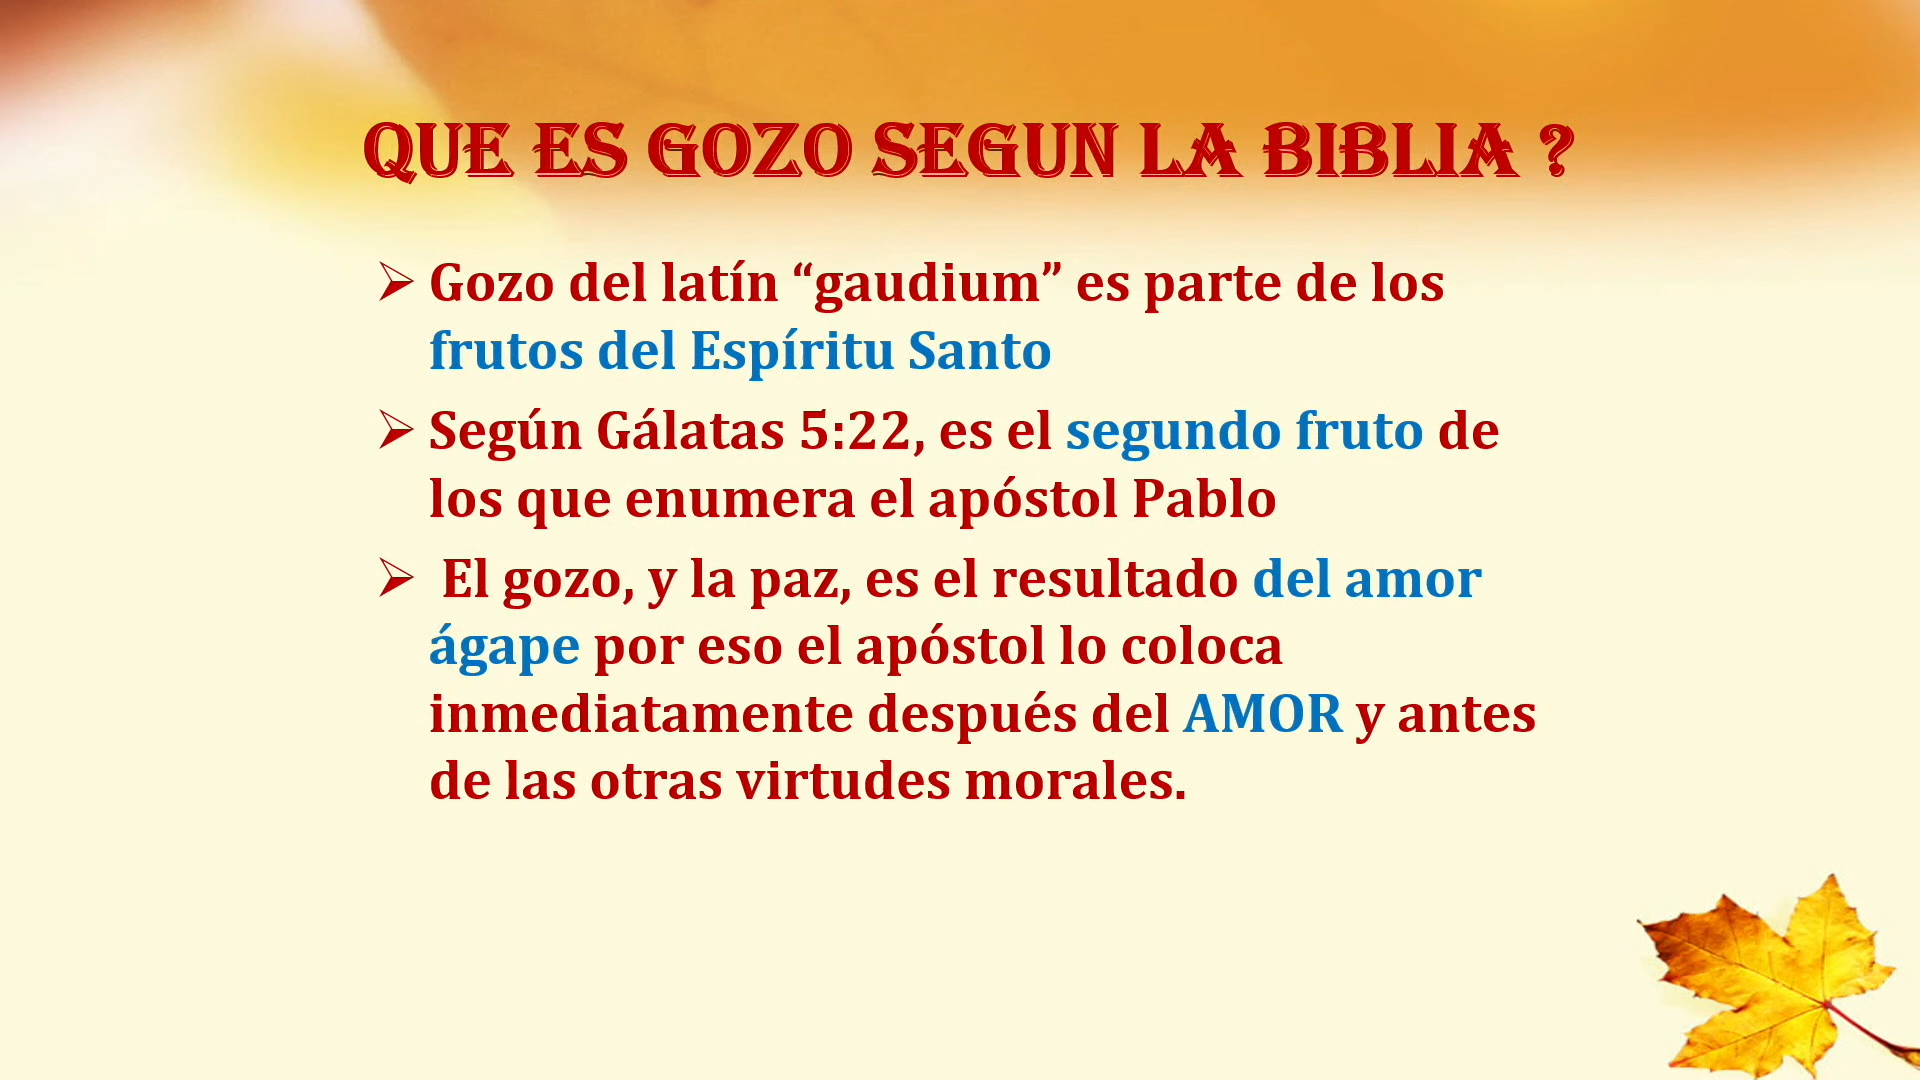 QUE ES GOZO SEGUN LA BIBLIA ?
➢ Gozo del latín “gaudium” es parte de los
frutos del Espíritu Santo
➢ Según Gálatas 5:22, es el segundo fruto de
los que enumera el apóstol Pablo
➢ El gozo, y la paz, es el resultado del amor
ágape por eso el apóstol lo coloca
inmediatamente después del AMOR y antes
de las otras virtudes morales.